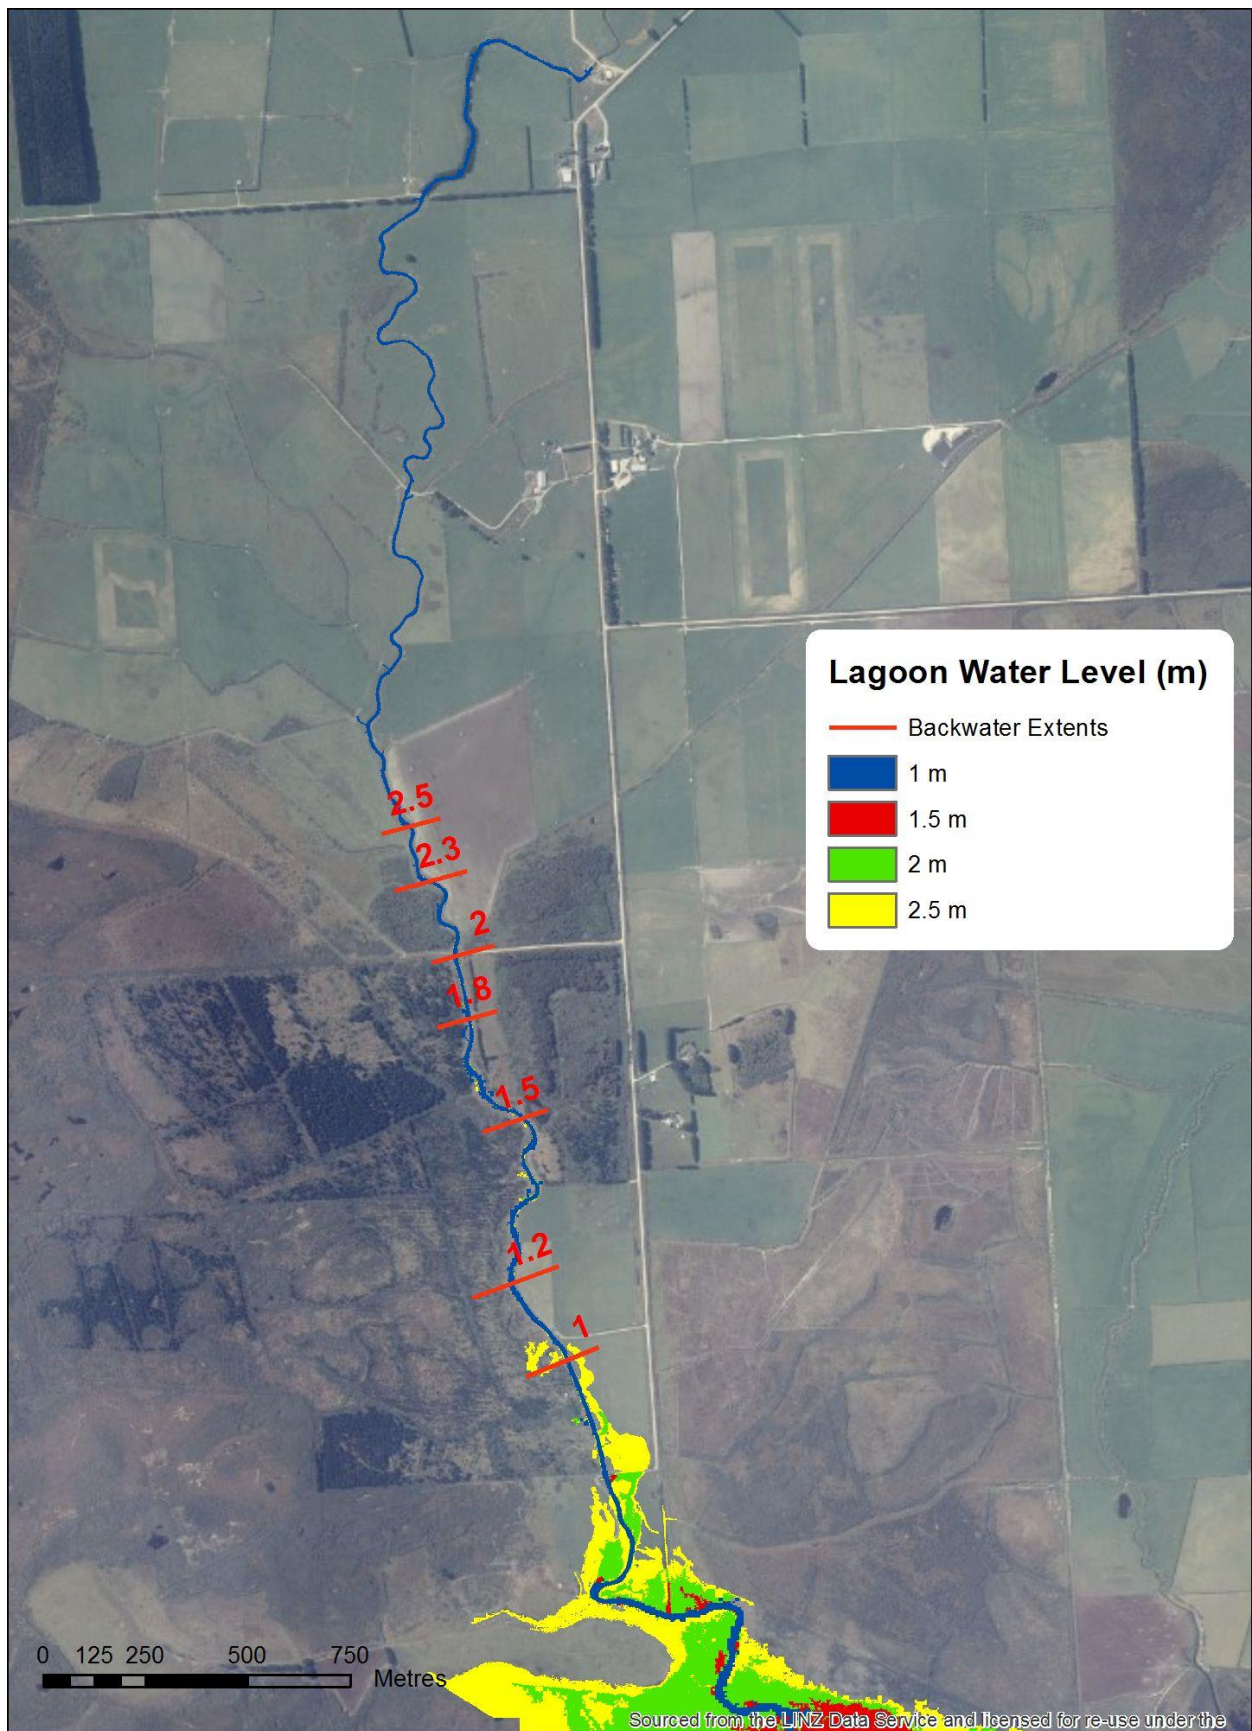 Lagoon Water Level (m)
Backwater Extents
1 m
1.5 m
2 m
2.5 m
2.5
2.3
2
1.8
1.5
1.2
1
0 125 250 500 750
Metres
Sourced from the LINZ Data Service and licensed for re-use under the